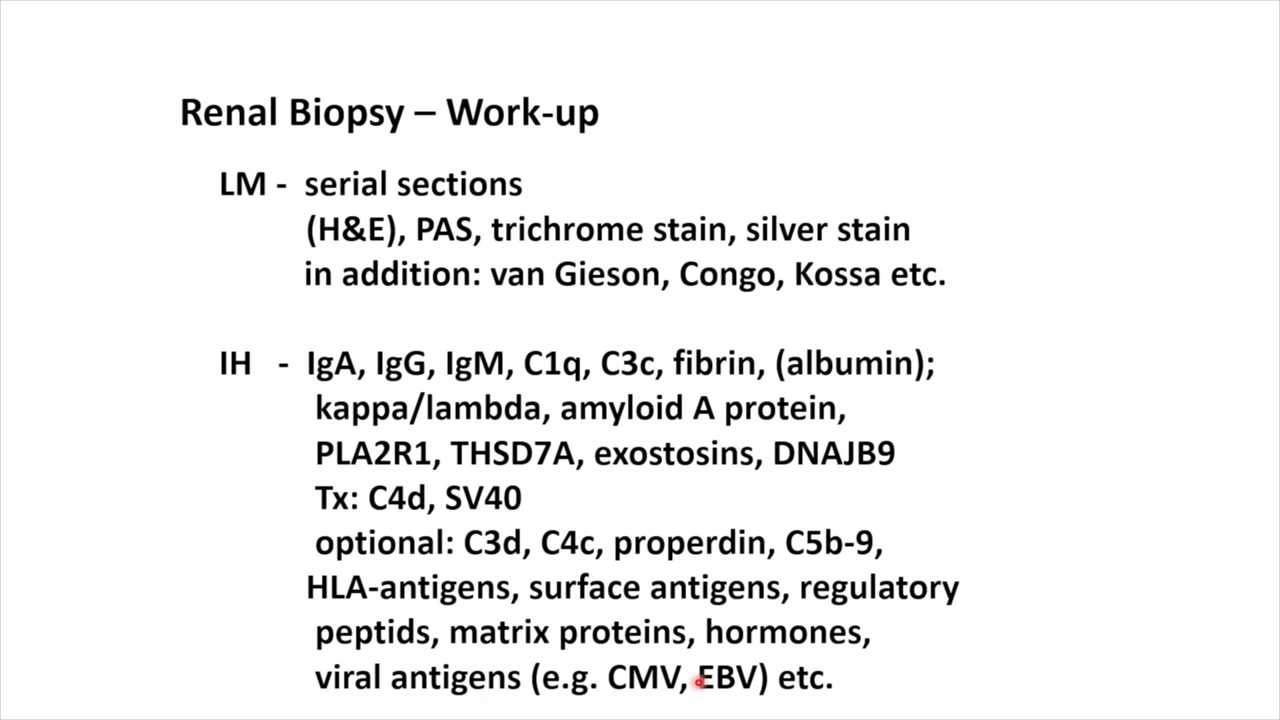 Renal Biopsy – Work-up
LM - serial sections
(H&E), PAS, trichrome stain, silver stain
in addition: van Gieson, Congo, Kossa etc.
IH - IgA, IgG, IgM, C1q, C3c, fibrin, (albumin);
kappa/lambda, amyloid A protein,
PLA2R1, THSD7A, exostosins, DNAJB9
Tx: C4d, SV40
optional: C3d, C4c, properdin, C5b-9,
HLA-antigens, surface antigens, regulatory
peptids, matrix proteins, hormones,
viral antigens (e.g. CMV, EBV) etc.